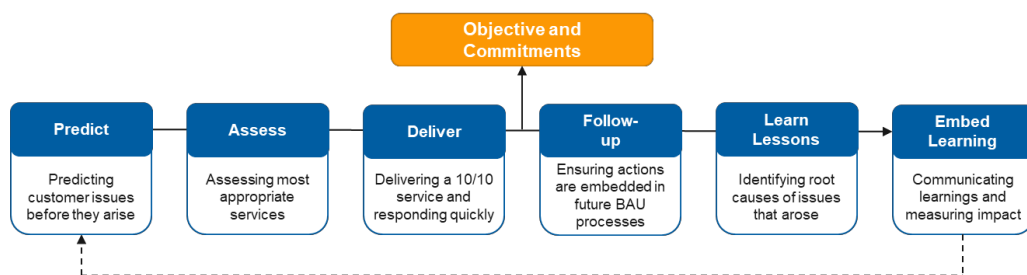 Objective and
Commitments
Predict
Predicting
customer issues
before they arise
Assess
Assessing most
appropriate
services
Deliver
Delivering a 10/10
service and
responding quickly
Follow-
up
Ensuring actions
are embedded in
future BAU
processes
Learn
Lessons
Identifying root
causes of issues
that arose
Embed
Learning
Communicating
learnings and
measuring impact